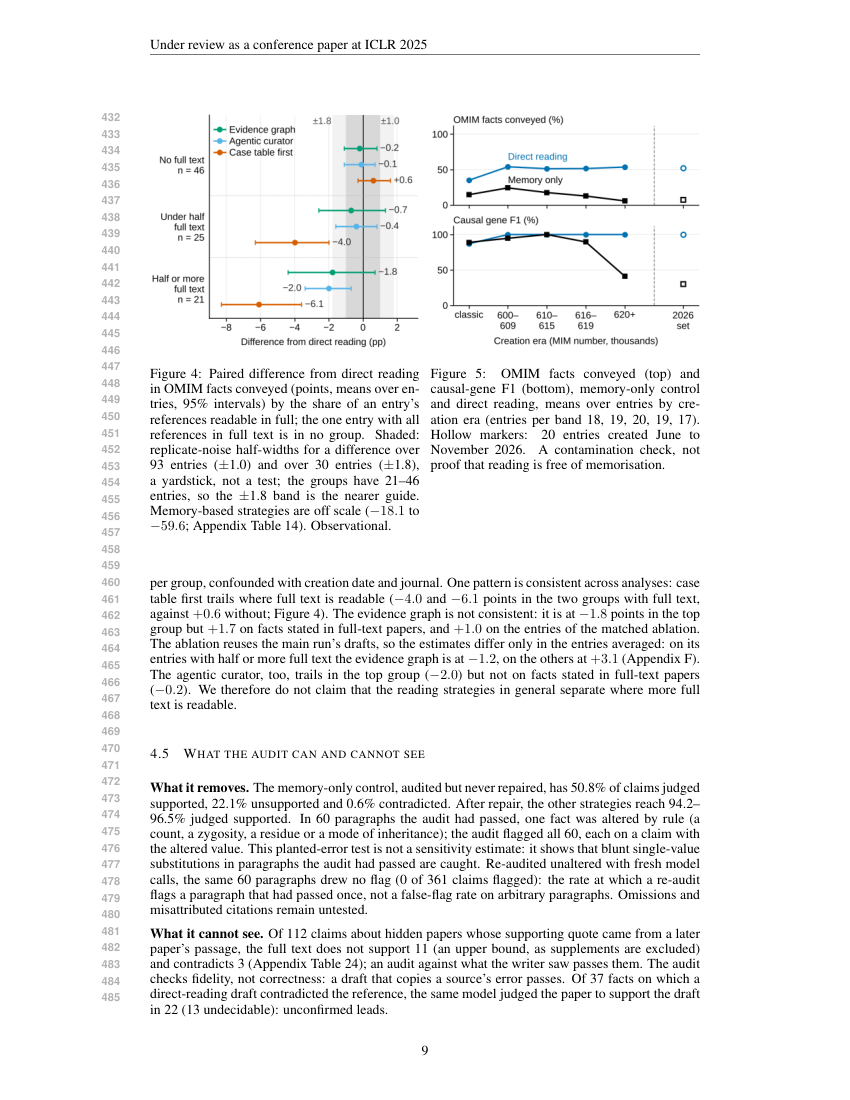 Under review as a conference paper at ICLR 2025
432
433
434
435
436
437
438
439
440
441
442
443
444
445
446
447
448
449
450
451
452
453
454
455
456
457
458
459
460
461
462
463
464
465
466
467
468
469
470
471
472
473
474
475
476
477
478
479
480
481
482
483
484
485
±1.8
±1.0
Evidence graph
Agentic curator
Case table first
No full text
n = 46
Under half
full text
n = 25
Half or more
full text
n = 21
−0.2
−0.1
+0.6
−0.7
−0.4
−4.0
−1.8
−2.0
−6.1
−8 −6 −4 −2 0 2
Difference from direct reading (pp)
OMIM facts conveyed (%)
100
50
0
Direct reading
Memory only
Causal gene F1 (%)
100
50
0
classic 600–609 610–615 616–619 620+ 2026 set
Creation era (MIM number, thousands)
Figure 4: Paired difference from direct reading
in OMIM facts conveyed (points, means over en-
tries, 95% intervals) by the share of an entry's
references readable in full; the one entry with all
references in full text is in no group. Shaded:
replicate-noise half-widths for a difference over
93 entries (±1.0) and over 30 entries (±1.8),
a yardstick, not a test; the groups have 21–46
entries, so the ±1.8 band is the nearer guide.
Memory-based strategies are off scale (−18.1 to
−59.6; Appendix Table 14). Observational.
Figure 5: OMIM facts conveyed (top) and
causal-gene F1 (bottom), memory-only control
and direct reading, means over entries by cre-
ation era (entries per band 18, 19, 20, 19, 17).
Hollow markers: 20 entries created June to
November 2026. A contamination check, not
proof that reading is free of memorisation.
per group, confounded with creation date and journal. One pattern is consistent across analyses: case
table first trails where full text is readable (−4.0 and −6.1 points in the two groups with full text,
against +0.6 without; Figure 4). The evidence graph is not consistent: it is at −1.8 points in the top
group but +1.7 on facts stated in full-text papers, and +1.0 on the entries of the matched ablation.
The ablation reuses the main run's drafts, so the estimates differ only in the entries averaged: on its
entries with half or more full text the evidence graph is at −1.2, on the others at +3.1 (Appendix F).
The agentic curator, too, trails in the top group (−2.0) but not on facts stated in full-text papers
(−0.2). We therefore do not claim that the reading strategies in general separate where more full
text is readable.
4.5 WHAT THE AUDIT CAN AND CANNOT SEE
What it removes. The memory-only control, audited but never repaired, has 50.8% of claims judged
supported, 22.1% unsupported and 0.6% contradicted. After repair, the other strategies reach 94.2–
96.5% judged supported. In 60 paragraphs the audit had passed, one fact was altered by rule (a
count, a zygosity, a residue or a mode of inheritance); the audit flagged all 60, each on a claim with
the altered value. This planted-error test is not a sensitivity estimate: it shows that blunt single-value
substitutions in paragraphs the audit had passed are caught. Re-audited unaltered with fresh model
calls, the same 60 paragraphs drew no flag (0 of 361 claims flagged): the rate at which a re-audit
flags a paragraph that had passed once, not a false-flag rate on arbitrary paragraphs. Omissions and
misattributed citations remain untested.
What it cannot see. Of 112 claims about hidden papers whose supporting quote came from a later
paper's passage, the full text does not support 11 (an upper bound, as supplements are excluded)
and contradicts 3 (Appendix Table 24); an audit against what the writer saw passes them. The audit
checks fidelity, not correctness: a draft that copies a source's error passes. Of 37 facts on which a
direct-reading draft contradicted the reference, the same model judged the paper to support the draft
in 22 (13 undecidable): unconfirmed leads.
9